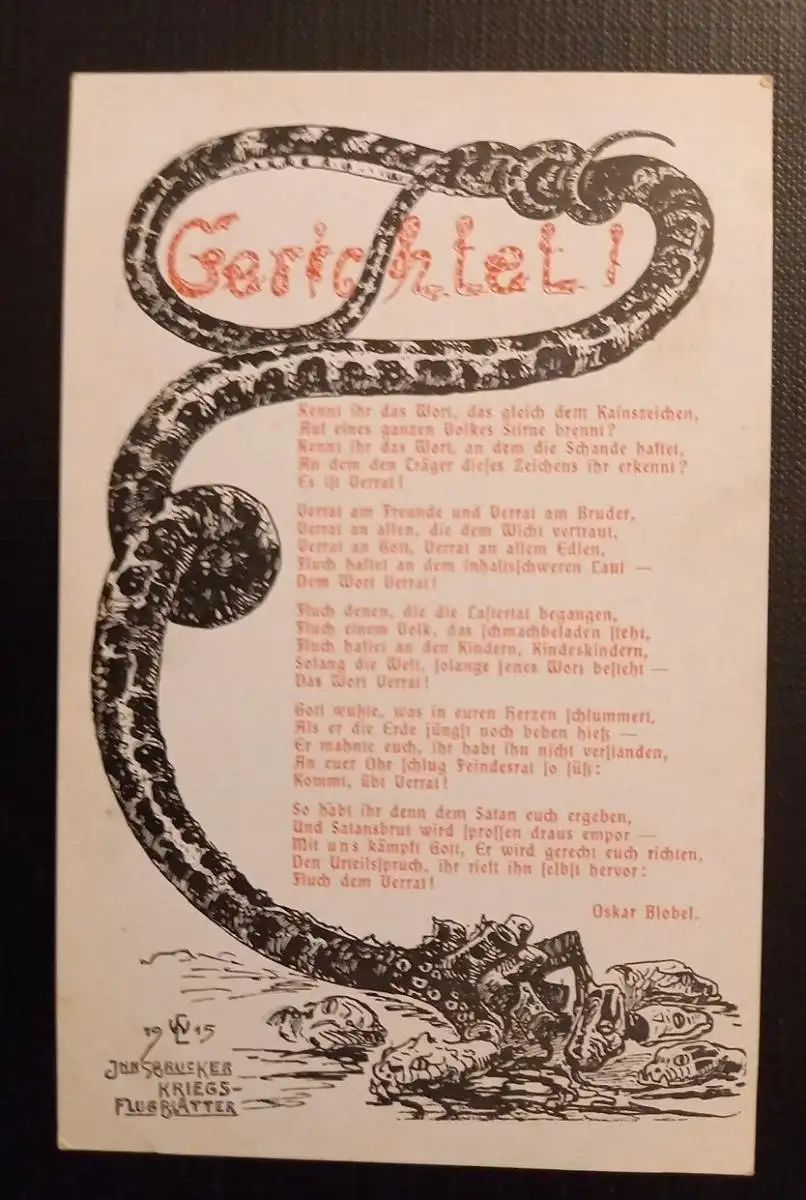 Gerichtet!
Kennt ihr das Wort, das gleich dem Kainszeichen,
Auf eines ganzen Volkes Stirne brennt?
Kennt ihr das Wort, an dem die Schande haftet,
An dem den Träger dieses Zeichens ihr erkennt?
Es ist Verrat!
Verrat am Freunde und Verrat am Bruder,
Verrat an allen, die dem Wicht vertraut,
Verrat an Gott, Verrat an allem Edlen,
Fluch haftet an dem inhaltsschweren Laut —
Dem Wort Verrat!
Fluch denen, die die Lastertat begangen,
Fluch einem Volk, das schmachbeladen steht,
Fluch haftet an den Kindern, Kindeskindern,
Solang die Welt, solange jenes Wort besteht —
Das Wort Verrat!
Gott wußte, was in euren Herzen schlummert,
Als er die Erde jüngst noch beben hieß —
Er mahnte euch, ihr habt ihn nicht verstanden,
An euer Ohr schlug Feindesrat so süß:
Kommt, übt Verrat!
So habt ihr denn dem Satan euch ergeben,
Und Satansbrut wird sprossen draus empor —
Mit uns kämpft Gott, Er wird gerecht euch richten,
Den Urteilsspruch, ihr rieft ihn selbst hervor:
Fluch dem Verrat!
Oskar Blobel.
19 15
INNSBRUCKER
KRIEGS-
FLUGBLÄTTER